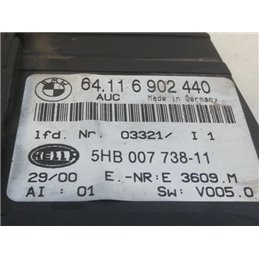 64.11 6 902 440
AUC Made in Germany
lfd. Nr. 03321/ I 1
HELLA 5HB 007 738-11
29/00 E.-NR:E 3609.M
AI : 01 SW: V005.0